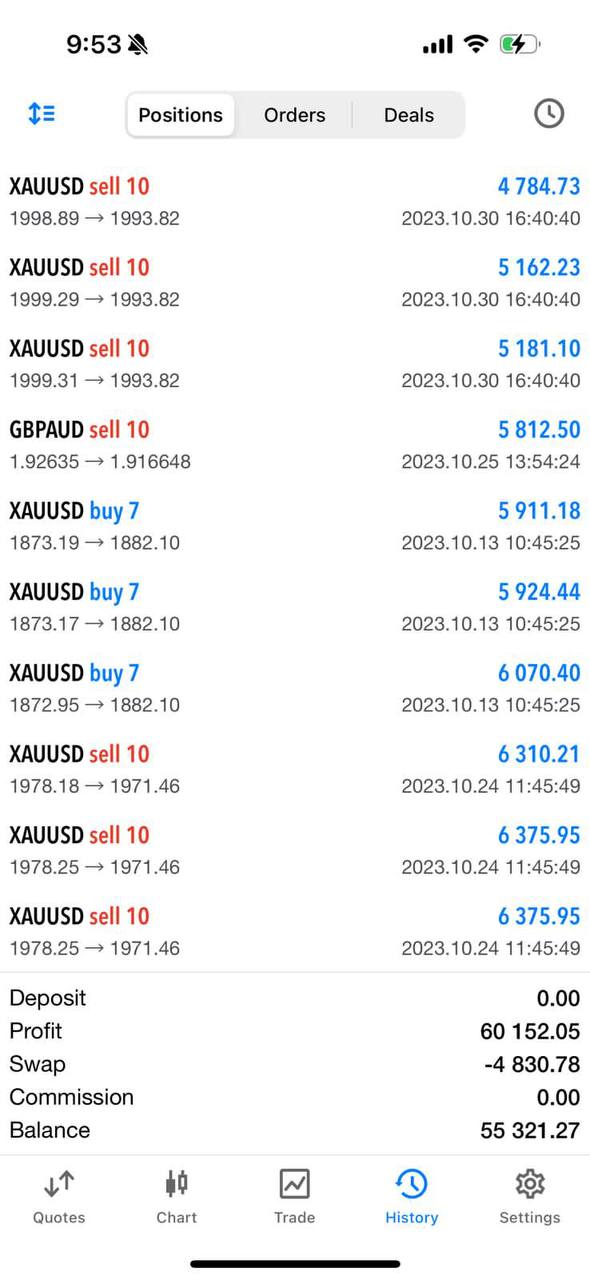 9:53
Positions Orders Deals
XAUUSD sell 10 4 784.73
1998.89 → 1993.82 2023.10.30 16:40:40
XAUUSD sell 10 5 162.23
1999.29 → 1993.82 2023.10.30 16:40:40
XAUUSD sell 10 5 181.10
1999.31 → 1993.82 2023.10.30 16:40:40
GBPAUD sell 10 5 812.50
1.92635 → 1.916648 2023.10.25 13:54:24
XAUUSD buy 7 5 911.18
1873.19 → 1882.10 2023.10.13 10:45:25
XAUUSD buy 7 5 924.44
1873.17 → 1882.10 2023.10.13 10:45:25
XAUUSD buy 7 6 070.40
1872.95 → 1882.10 2023.10.13 10:45:25
XAUUSD sell 10 6 310.21
1978.18 → 1971.46 2023.10.24 11:45:49
XAUUSD sell 10 6 375.95
1978.25 → 1971.46 2023.10.24 11:45:49
XAUUSD sell 10 6 375.95
1978.25 → 1971.46 2023.10.24 11:45:49
Deposit 0.00
Profit 60 152.05
Swap -4 830.78
Commission 0.00
Balance 55 321.27
Quotes Chart Trade History Settings